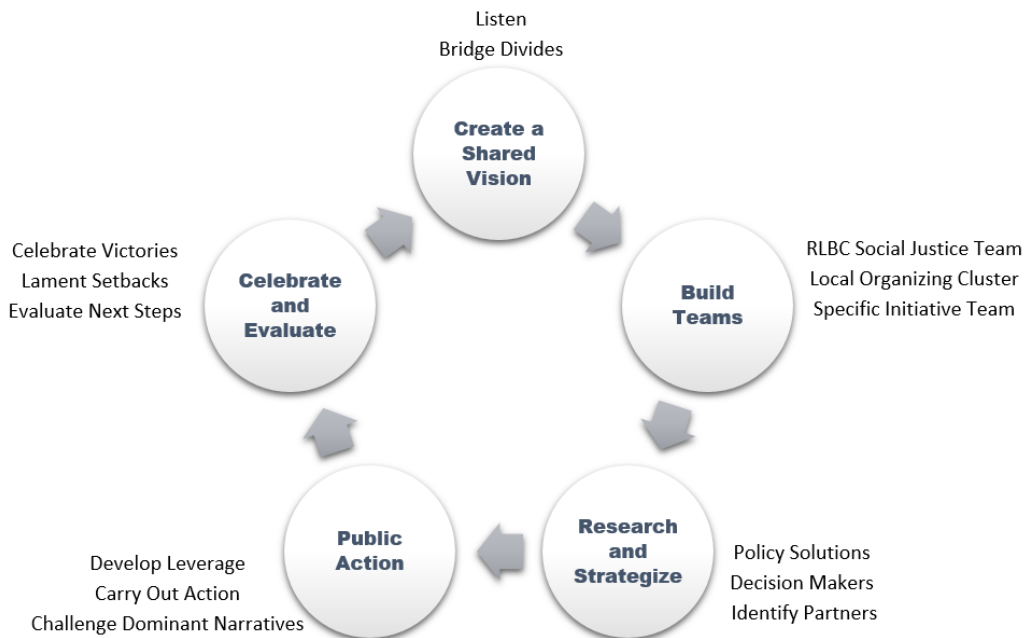 Listen
Bridge Divides
Create a
Shared
Vision
RLBC Social Justice Team
Local Organizing Cluster
Specific Initiative Team
Build
Teams
Research
and
Strategize
Policy Solutions
Decision Makers
Identify Partners
Public
Action
Develop Leverage
Carry Out Action
Challenge Dominant Narratives
Celebrate
and
Evaluate
Celebrate Victories
Lament Setbacks
Evaluate Next Steps